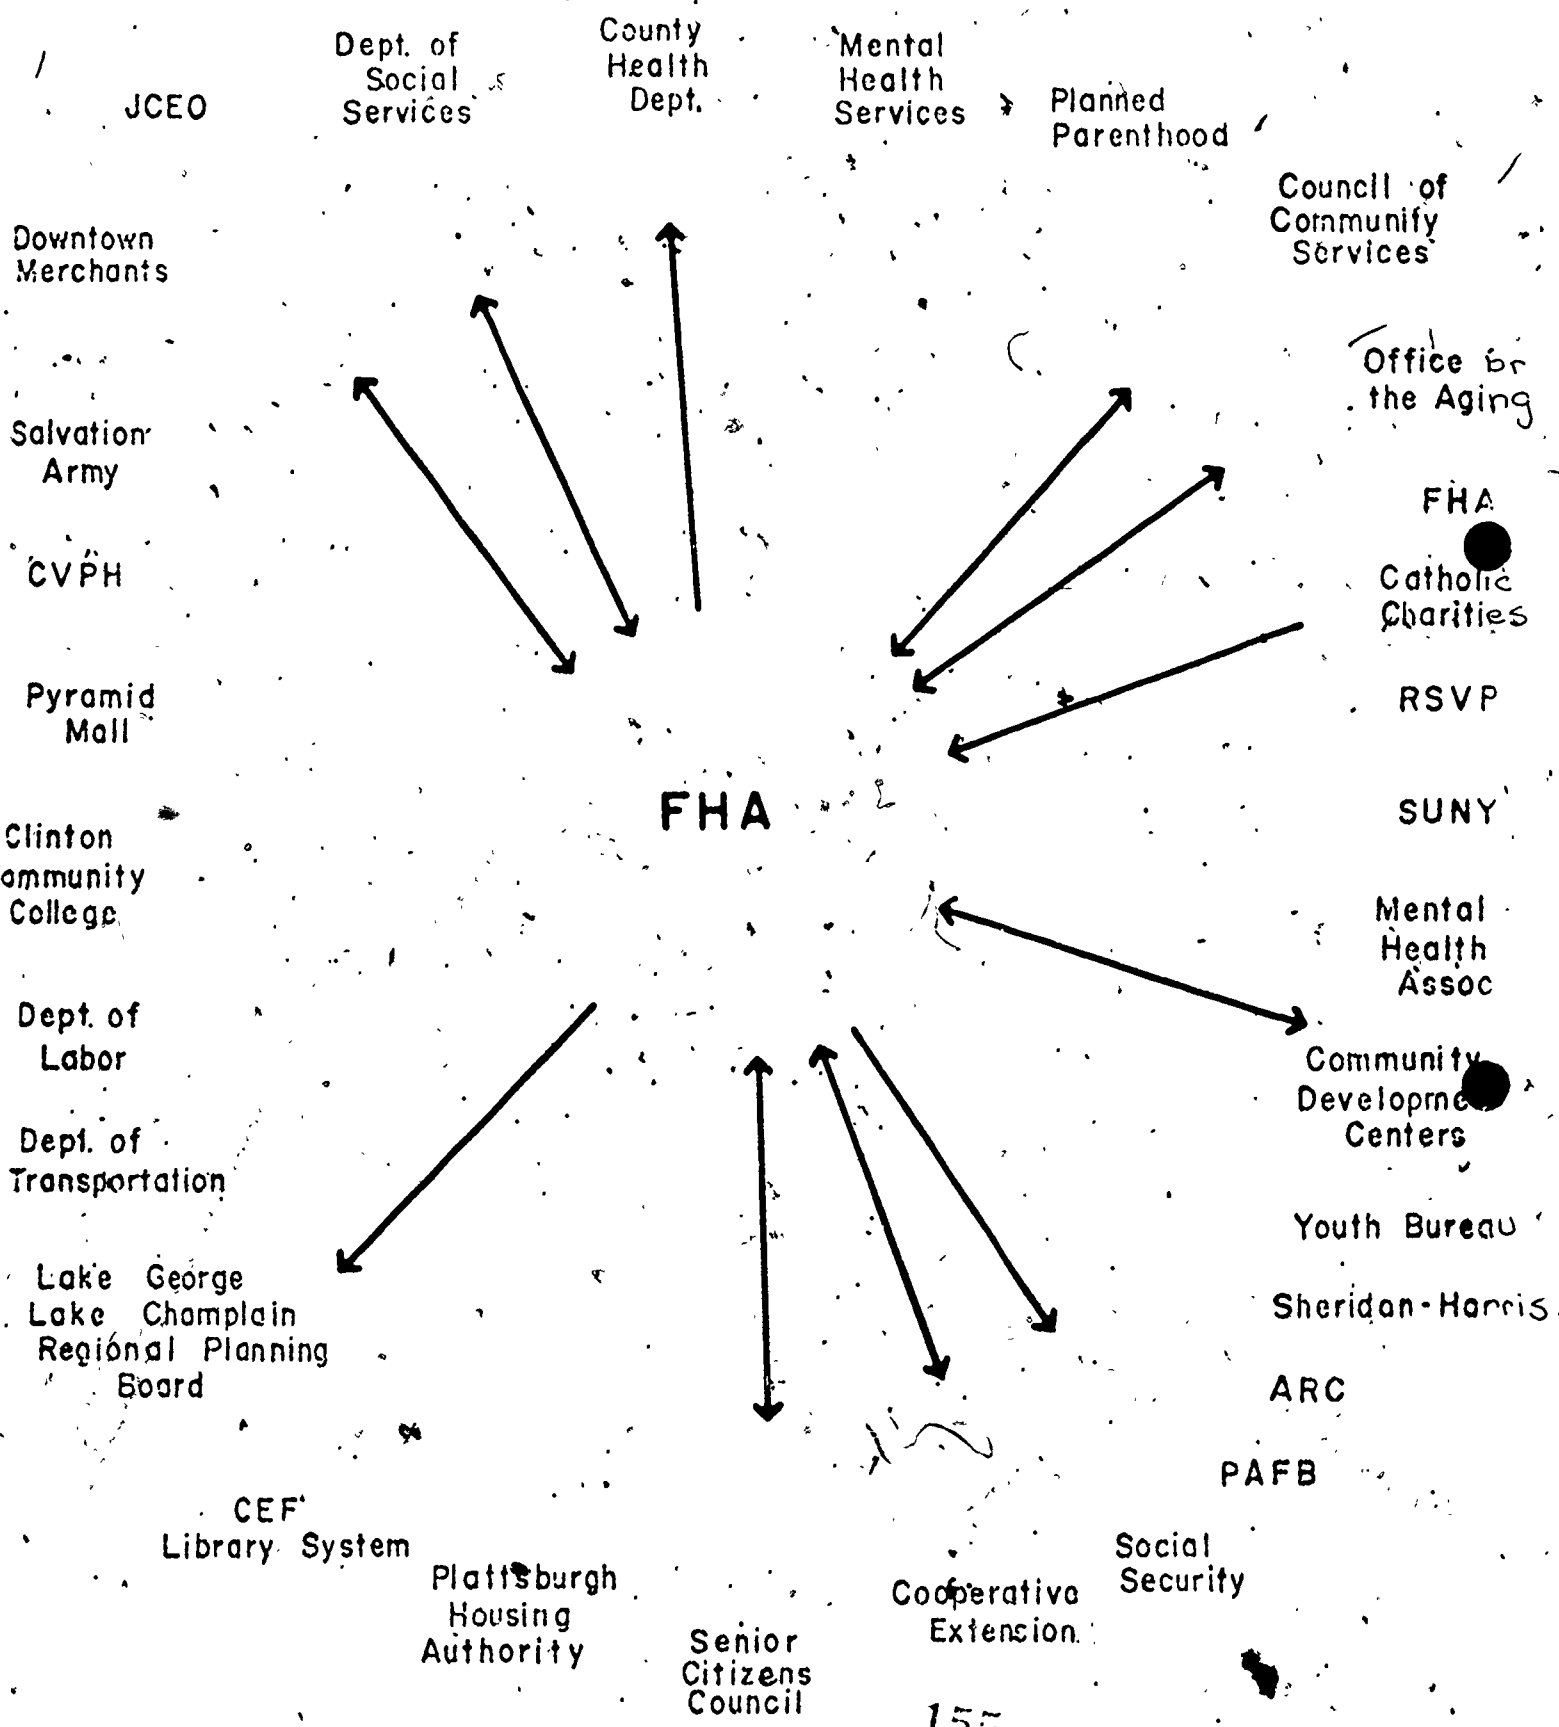 County
Health
Dept.
Dept. of
Social
Services
Mental
Health
Services
JCEO
Planned
Parenthood
Council of
Community
Services
Downtown
Merchants
Office
the Aging
Salvation
Army
FHA
CVPH
Catholic
Charities
Pyramid
Mall
RSVP
FHA
SUNY
Clinton
ommunity
College
Mental
Health
Assoc
Dept. of
Labor
Community
Developme
Centers
Dept. of
Transportation
Youth Bureau
Lake George
Lake Champlain
Regional Planning
Board
Sheridan-Harris
ARC
PAFB
CEF
Library System
Social
Security
Plattsburgh
Housing
Authority
Cooperative
Extension
Senior
Citizens
Council